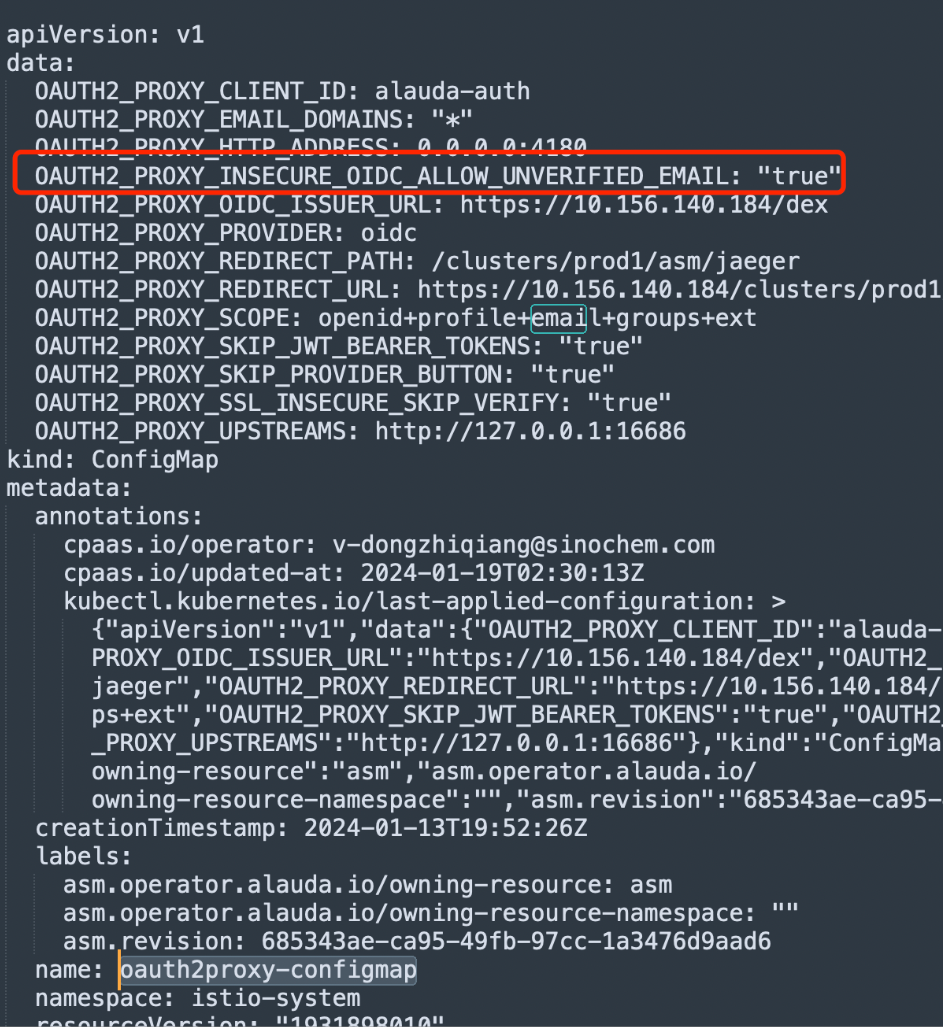 apiVersion: v1
data:
OAUTH2_PROXY_CLIENT_ID: alauda-auth
OAUTH2_PROXY_EMAIL_DOMAINS: "*"
OAUTH2_PROXY_HTTP_ADDRESS: 0.0.0.0:4180
OAUTH2_PROXY_INSECURE_OIDC_ALLOW_UNVERIFIED_EMAIL: "true"
OAUTH2_PROXY_OIDC_ISSUER_URL: https://10.156.140.184/dex
OAUTH2_PROXY_PROVIDER: oidc
OAUTH2_PROXY_REDIRECT_PATH: /clusters/prod1/asm/jaeger
OAUTH2_PROXY_REDIRECT_URL: https://10.156.140.184/clusters/prod1
OAUTH2_PROXY_SCOPE: openid+profile+email+groups+ext
OAUTH2_PROXY_SKIP_JWT_BEARER_TOKENS: "true"
OAUTH2_PROXY_SKIP_PROVIDER_BUTTON: "true"
OAUTH2_PROXY_SSL_INSECURE_SKIP_VERIFY: "true"
OAUTH2_PROXY_UPSTREAMS: http://127.0.0.1:16686
kind: ConfigMap
metadata:
annotations:
cpaas.io/operator: v-dongzhiqiang@sinochem.com
cpaas.io/updated-at: 2024-01-19T02:30:13Z
kubectl.kubernetes.io/last-applied-configuration: >
{"apiVersion":"v1","data":{"OAUTH2_PROXY_CLIENT_ID":"alauda-
PROXY_OIDC_ISSUER_URL":"https://10.156.140.184/dex","OAUTH2_
jaeger","OAUTH2_PROXY_REDIRECT_URL":"https://10.156.140.184/
ps+ext","OAUTH2_PROXY_SKIP_JWT_BEARER_TOKENS":"true","OAUTH2
_PROXY_UPSTREAMS":"http://127.0.0.1:16686"},"kind":"ConfigMa
owning-resource":"asm","asm.operator.alauda.io/
owning-resource-namespace":"","asm.revision":"685343ae-ca95-
creationTimestamp: 2024-01-13T19:52:26Z
labels:
asm.operator.alauda.io/owning-resource: asm
asm.operator.alauda.io/owning-resource-namespace: ""
asm.revision: 685343ae-ca95-49fb-97cc-1a3476d9aad6
name: oauth2proxy-configmap
namespace: istio-system
resourceVersion: "1931898010"